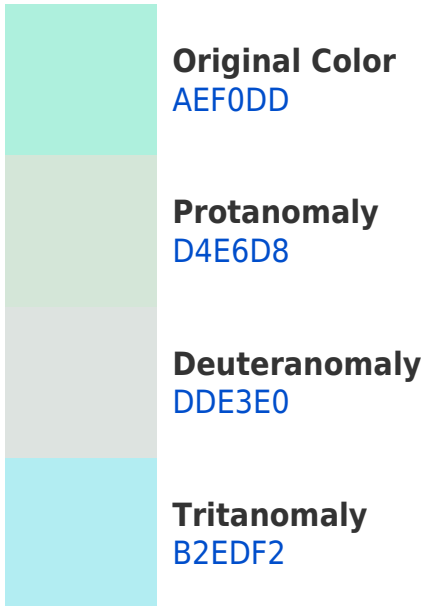 Original Color
AEF0DD
Protanomaly
D4E6D8
Deuteranomaly
DDE3E0
Tritanomaly
B2EDF2